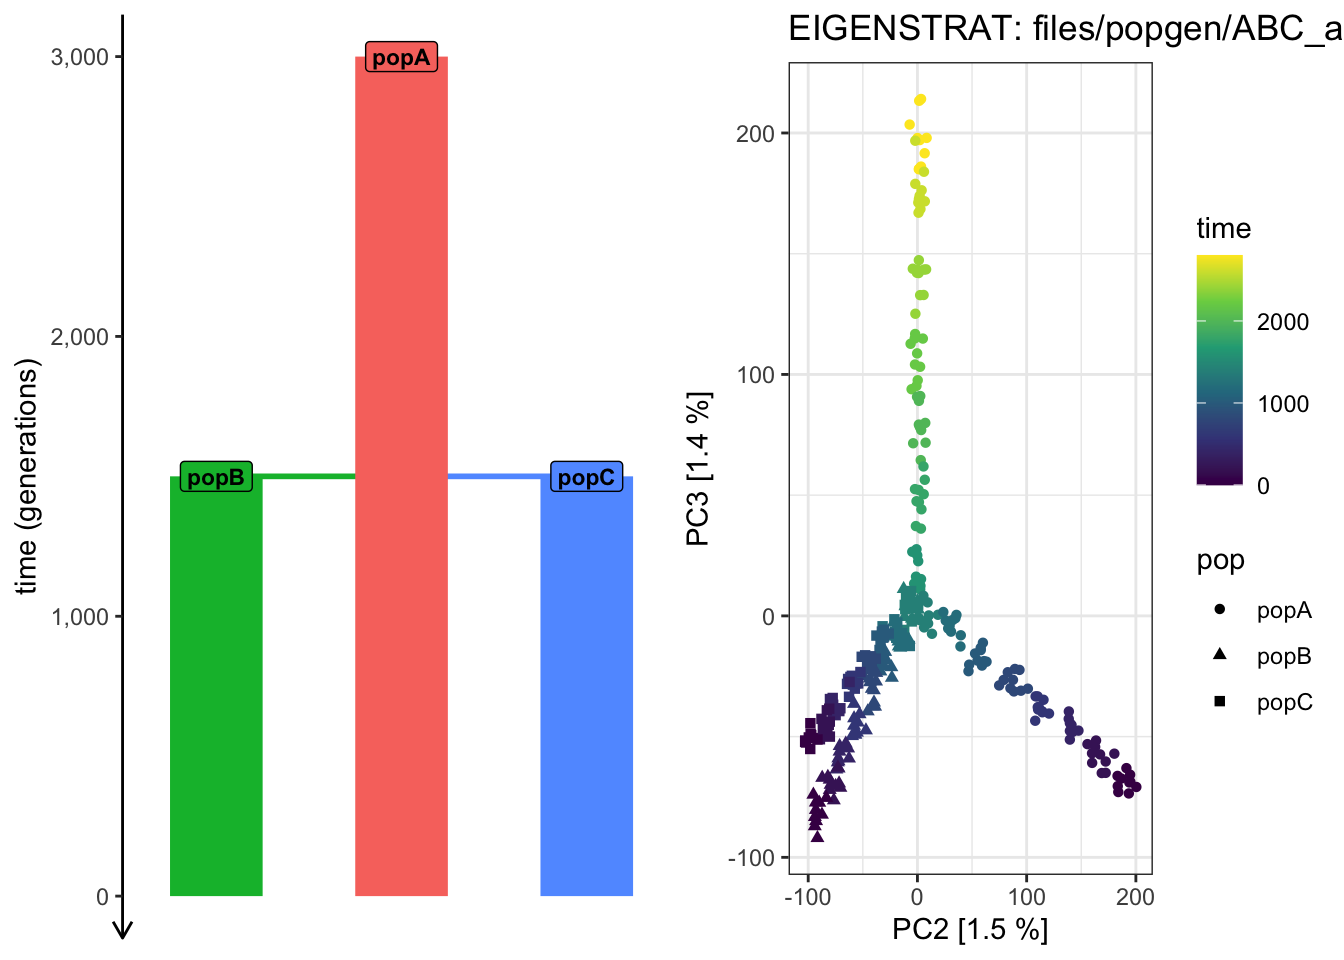 time (generations)
3,000
2,000
1,000
0
popA
popB
popC
EIGENSTRAT: files/popgen/ABC_a
PC3 [1.4 %]
200
100
0
-100
-100
0
100
200
PC2 [1.5 %]
time
2000
1000
0
pop
popA
popB
popC